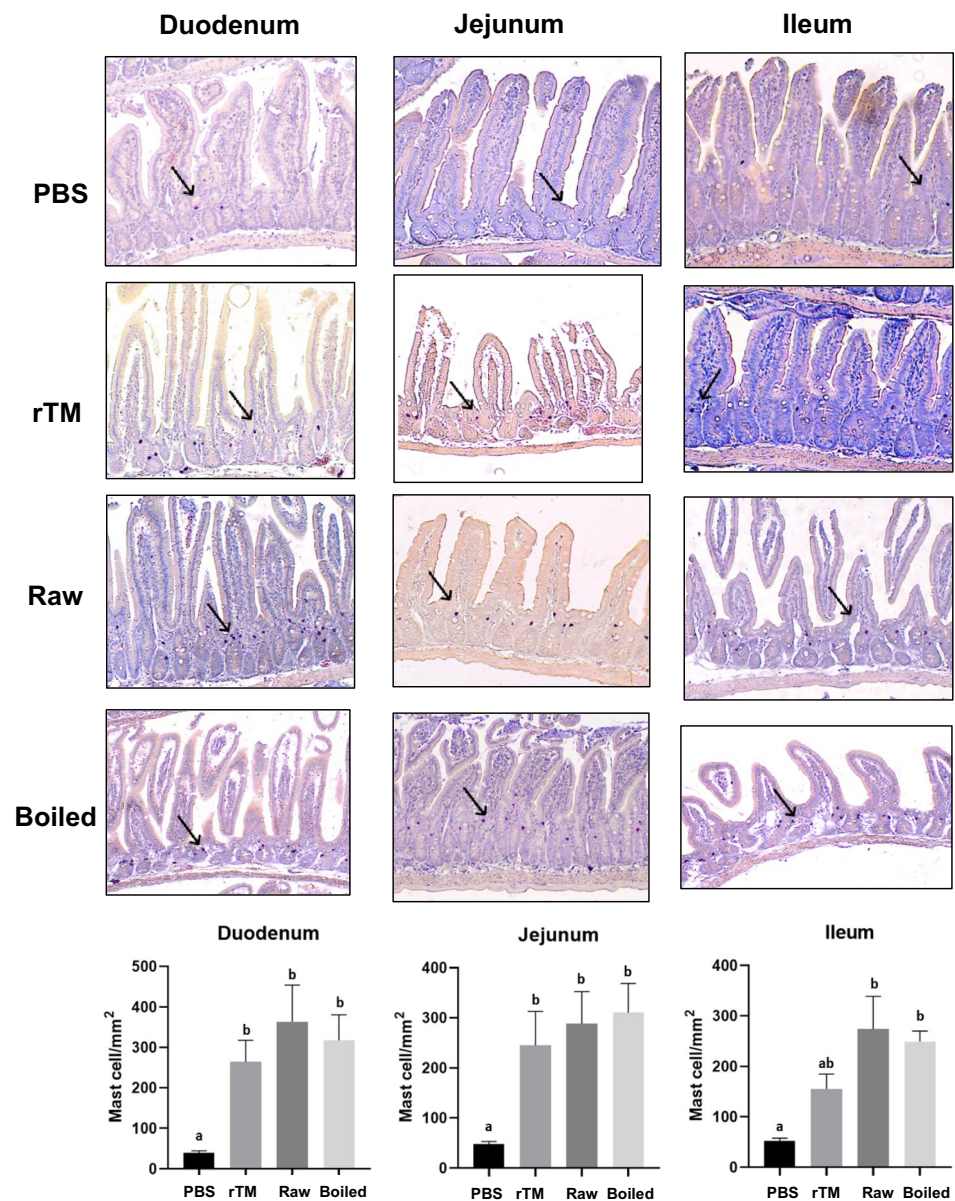 Duodenum Jejunum Ileum
PBS
rTM
Raw
Boiled
Duodenum
Mast cell/mm²
500
400
300
200
100
0
a
b
b
b
PBS rTM Raw Boiled
Jejunum
Mast cell/mm²
400
300
200
100
0
a
b
b
b
PBS rTM Raw Boiled
Ileum
Mast cell/mm²
400
300
200
100
0
a
ab
b
b
PBS rTM Raw Boiled